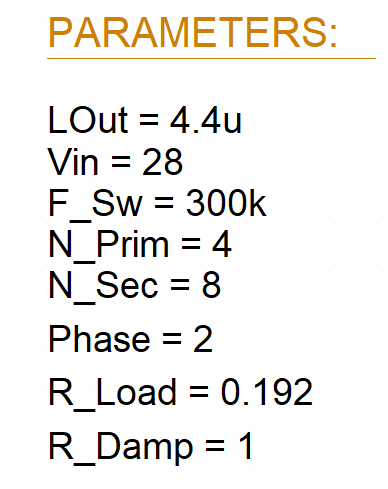 PARAMETERS:
LOut = 4.4u
Vin = 28
F_Sw = 300k
N_Prim = 4
N_Sec = 8
Phase = 2
R_Load = 0.192
R_Damp = 1